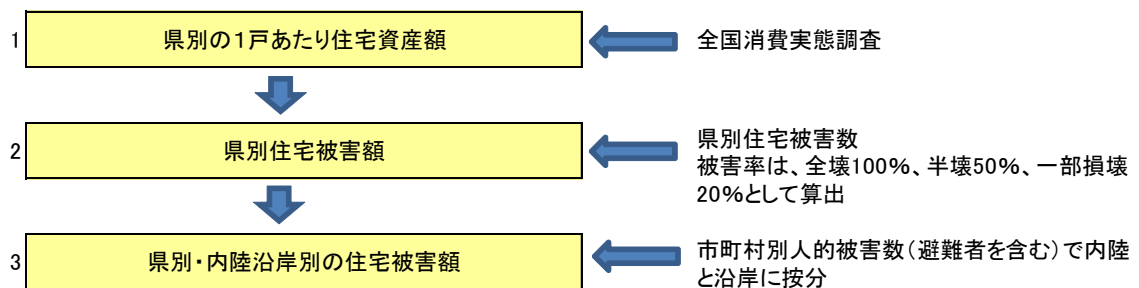 1
県別の１戸あたり住宅資産額
全国消費実態調査
2
県別住宅被害額
県別住宅被害数
被害率は、全壊100％、半壊50％、一部損壊
20％として算出
3
県別・内陸沿岸別の住宅被害額
市町村別人的被害数（避難者を含む）で内陸
と沿岸に按分